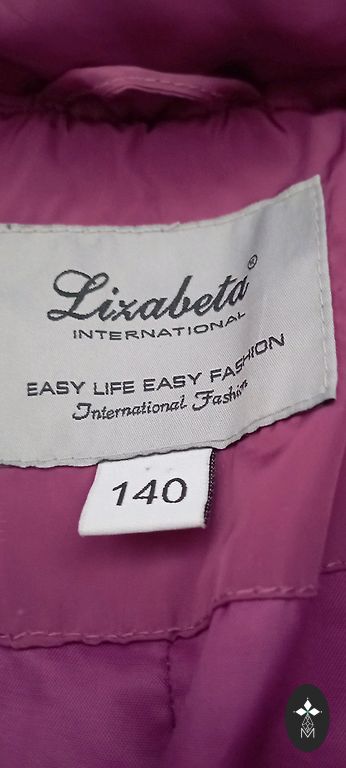 Lizabeta®
INTERNATIONAL
EASY LIFE EASY FASHION
International Fashion
140
M